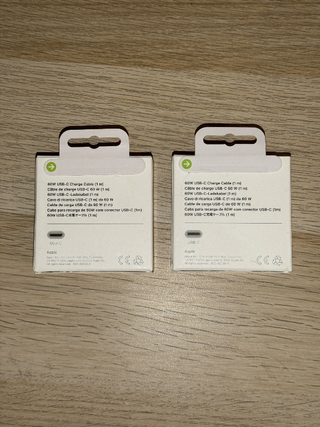 60W USB-C Charge Cable (1 m)
Câble de charge USB-C 60 W (1 m)
60W USB-C-Ladekabel (1 m)
Cavo di ricarica USB-C (1 m) da 60 W
Cable de carga USB-C de 60 W (1 m)
Cabo para recarga de 60W com conector USB-C (1m)
60W USB-C充電ケーブル (1 m)
USB-C
Apple
CE
60W USB-C Charge Cable (1 m)
Câble de charge USB-C 60 W (1 m)
60W USB-C-Ladekabel (1 m)
Cavo di ricarica USB-C (1 m) da 60 W
Cable de carga USB-C de 60 W (1 m)
Cabo para recarga de 60W com conector USB-C (1m)
60W USB-C充電ケーブル (1 m)
USB-C
Apple
CE